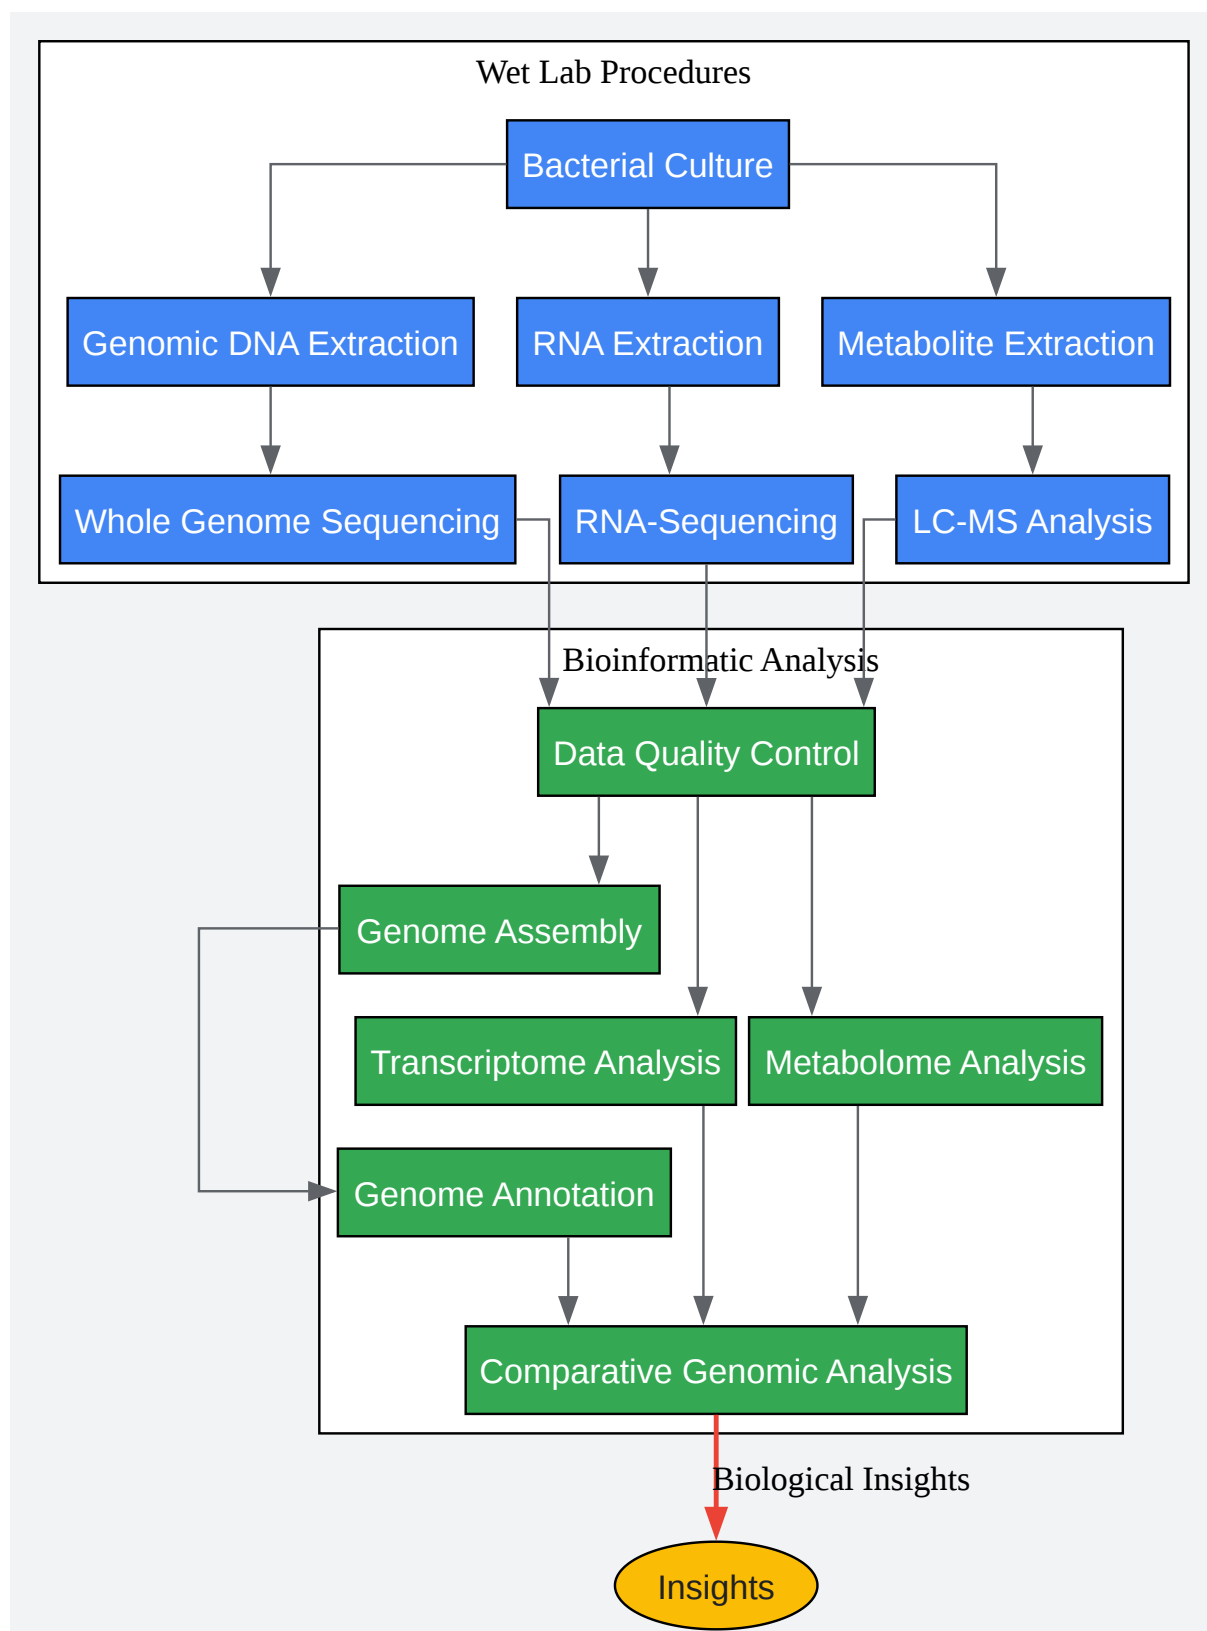 Wet Lab Procedures
Bacterial Culture
Genomic DNA Extraction
RNA Extraction
Metabolite Extraction
Whole Genome Sequencing
RNA-Sequencing
LC-MS Analysis
Bioinformatic Analysis
Data Quality Control
Genome Assembly
Transcriptome Analysis
Metabolome Analysis
Genome Annotation
Comparative Genomic Analysis
Biological Insights
Insights